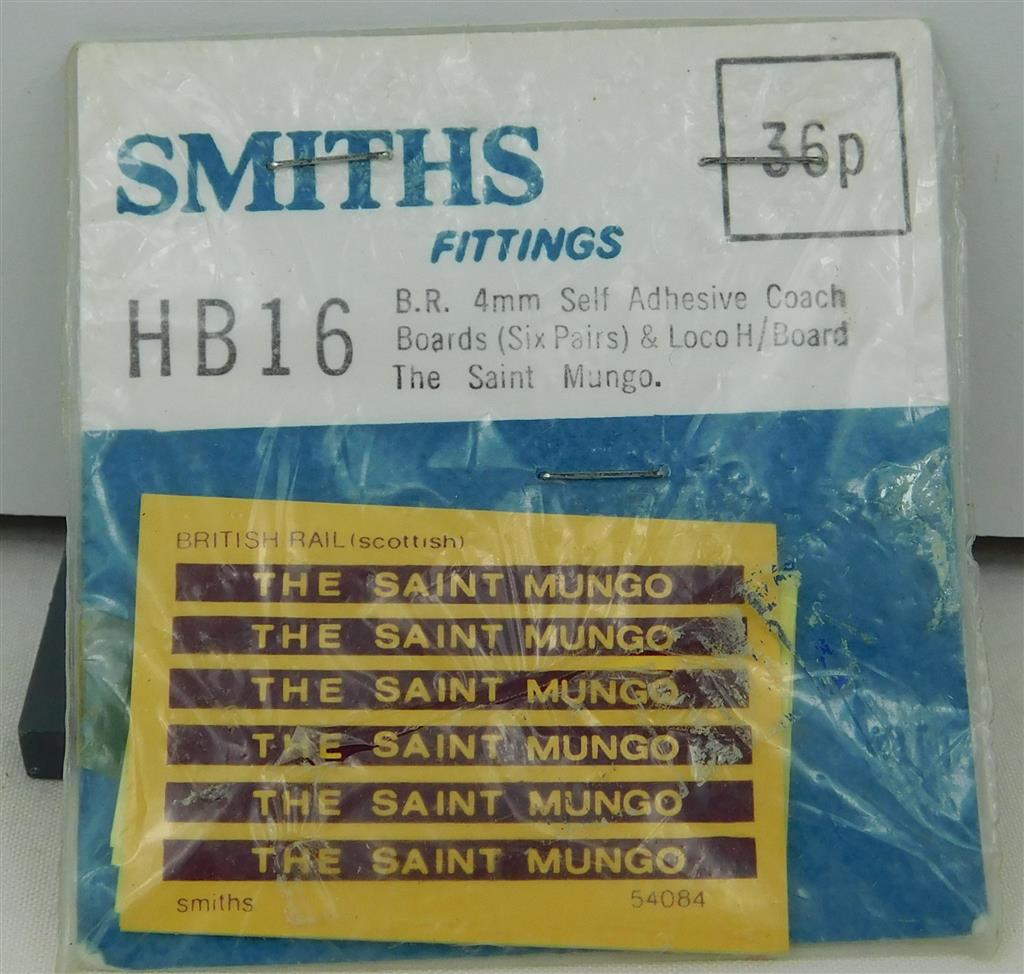 SMITHS
36p
FITTINGS
HB16
B.R. 4mm Self Adhesive Coach
Boards (Six Pairs) & Loco H/Board
The Saint Mungo.
BRITISH RAIL (scottish)
THE SAINT MUNGO
THE SAINT MUNGO
THE SAINT MUNGO
THE SAINT MUNGO
THE SAINT MUNGO
THE SAINT MUNGO
smiths 54084